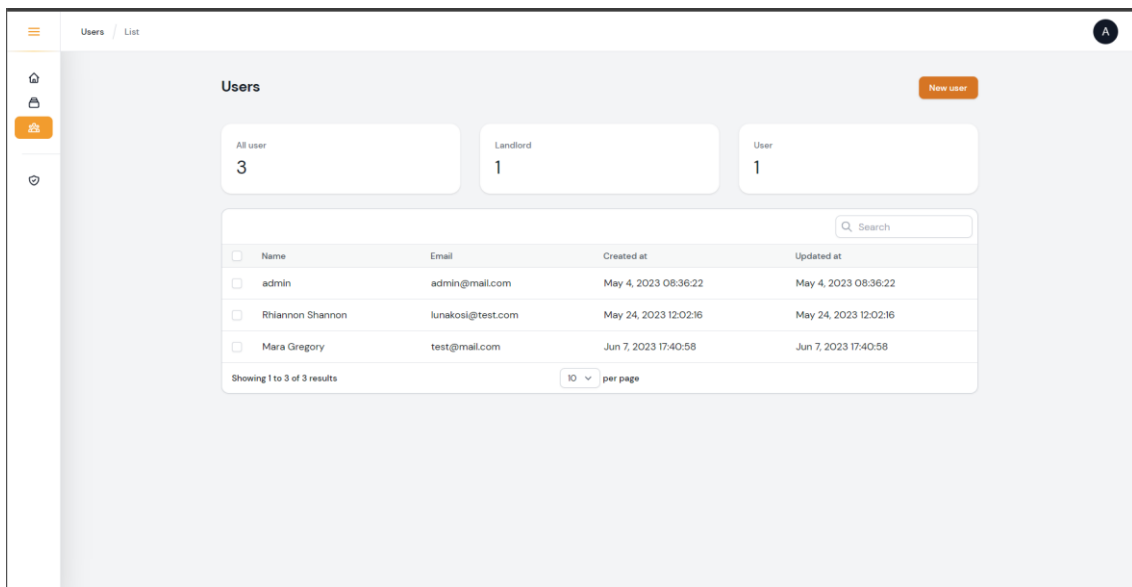 Users / List
A
Users
New user
All user
3
Landlord
1
User
1
Search
Name Email Created at Updated at
admin admin@mail.com May 4, 2023 08:36:22 May 4, 2023 08:36:22
Rhiannon Shannon lunakosi@test.com May 24, 2023 12:02:16 May 24, 2023 12:02:16
Mara Gregory test@mail.com Jun 7, 2023 17:40:58 Jun 7, 2023 17:40:58
Showing 1 to 3 of 3 results 10 per page